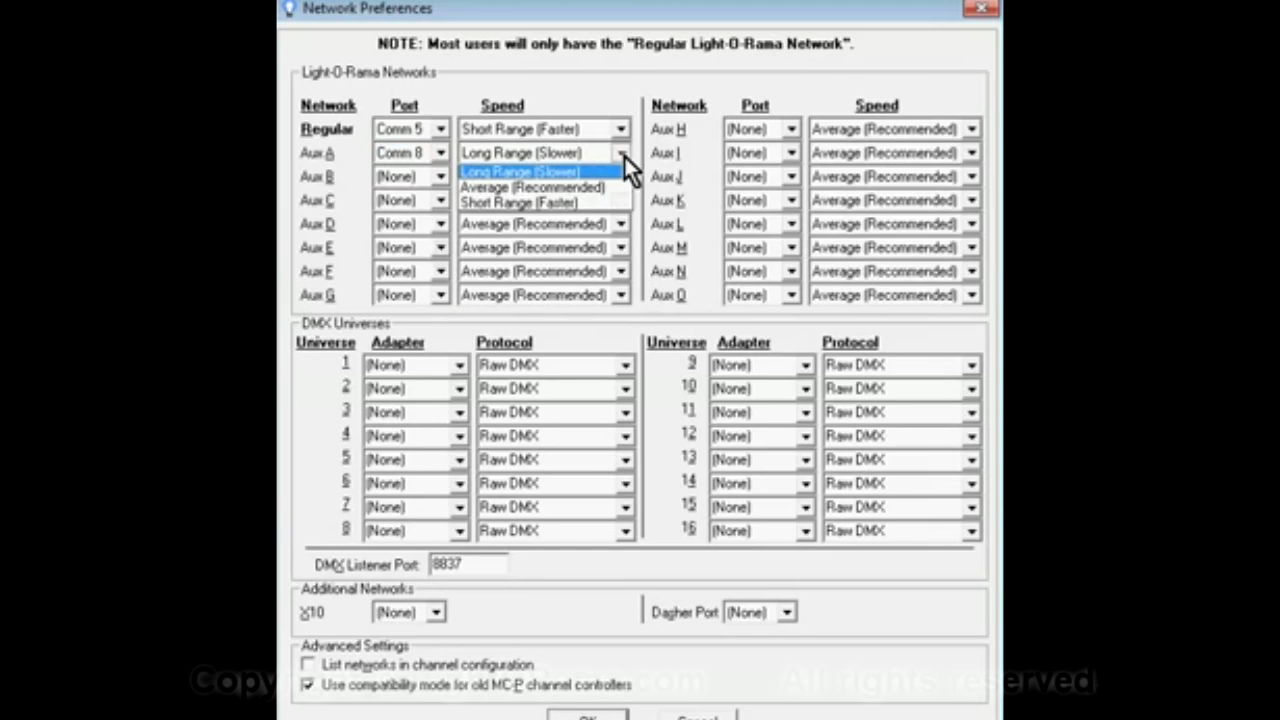 Network Preferences
NOTE: Most users will only have the "Regular Light-O-Rama Network".
Light-O-Rama Networks
Network Port Speed Network Port Speed
Regular Comm 5 Short Range (Faster) Aux H (None) Average (Recommended)
Aux A Comm 8 Long Range (Slower) Aux I (None) Average (Recommended)
Long Range (Slower)
Aux B (None) Average (Recommended) Aux J (None) Average (Recommended)
Aux C (None) Short Range (Faster) Aux K (None) Average (Recommended)
Aux D (None) Average (Recommended) Aux L (None) Average (Recommended)
Aux E (None) Average (Recommended) Aux M (None) Average (Recommended)
Aux F (None) Average (Recommended) Aux N (None) Average (Recommended)
Aux G (None) Average (Recommended) Aux O (None) Average (Recommended)
DMX Universes
Universe Adapter Protocol Universe Adapter Protocol
1 (None) Raw DMX 9 (None) Raw DMX
2 (None) Raw DMX 10 (None) Raw DMX
3 (None) Raw DMX 11 (None) Raw DMX
4 (None) Raw DMX 12 (None) Raw DMX
5 (None) Raw DMX 13 (None) Raw DMX
6 (None) Raw DMX 14 (None) Raw DMX
7 (None) Raw DMX 15 (None) Raw DMX
8 (None) Raw DMX 16 (None) Raw DMX
DMX Listener Port: 8837
Additional Networks
X10 (None) Dasher Port (None)
Advanced Settings
List networks in channel configuration
Use compatibility mode for old MC-P channel controllers
All rights reserved